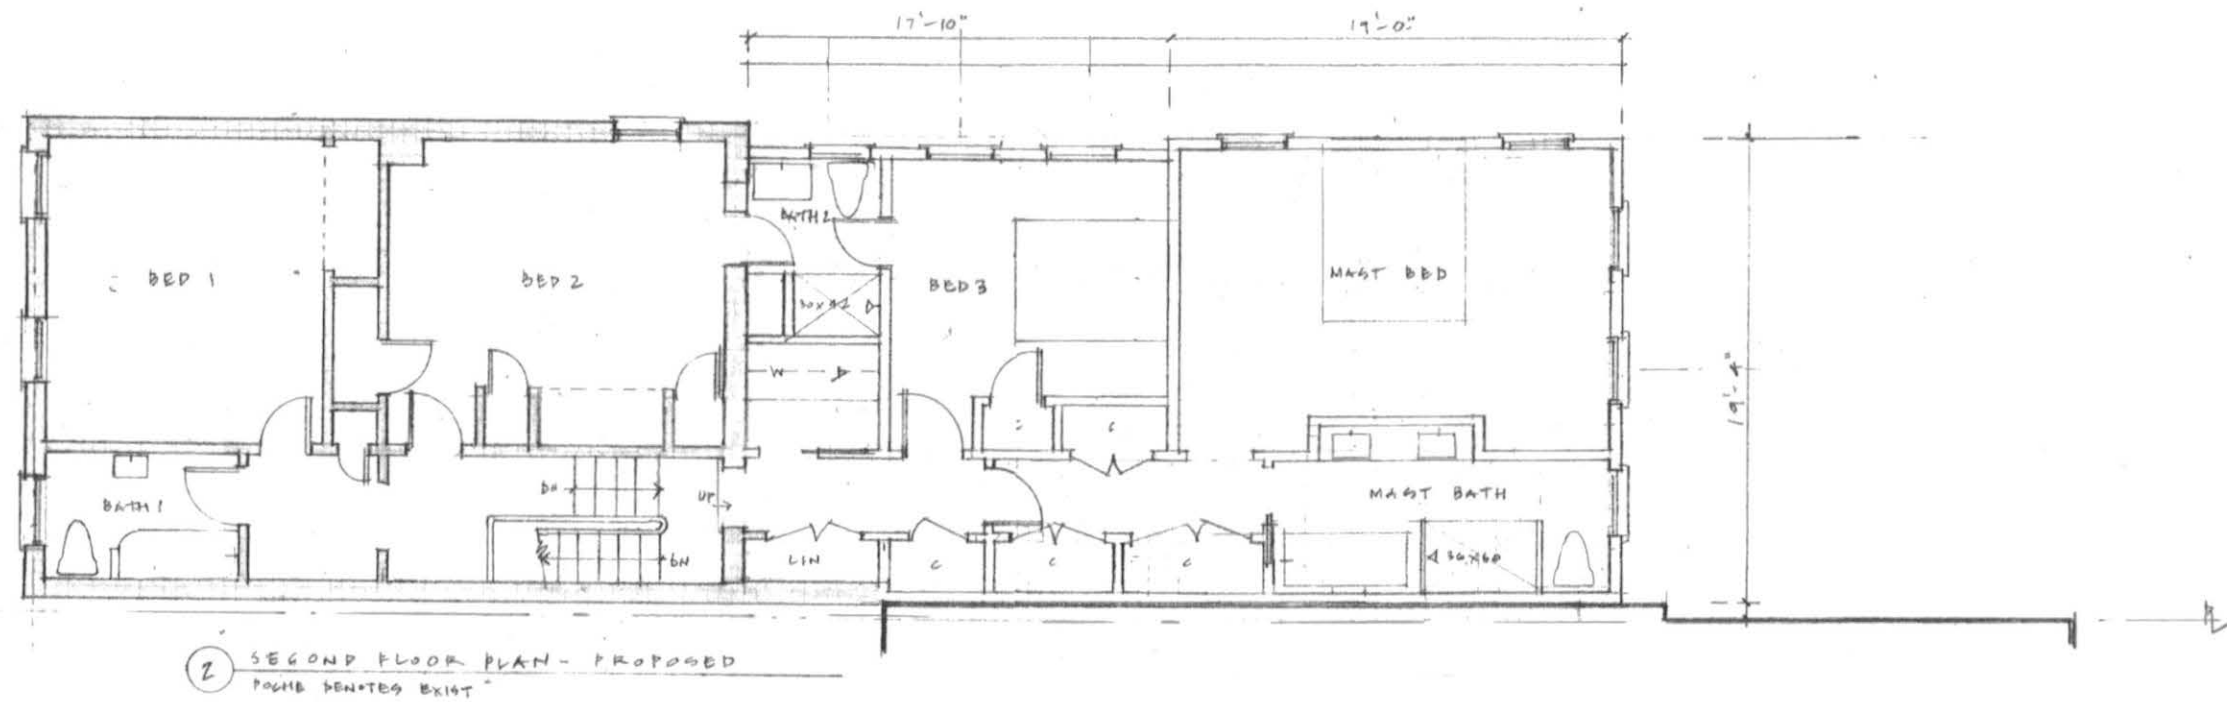 17'-10"
19'-0"
BED 1
BED 2
BATH 2
BED 3
MAST BED
30x42
W D
19'-4"
C
BATH 1
DN
UP
MAST BATH
DN
LIN
C
C
C
36x60
2
SECOND FLOOR PLAN - PROPOSED
POCHE DENOTES EXIST